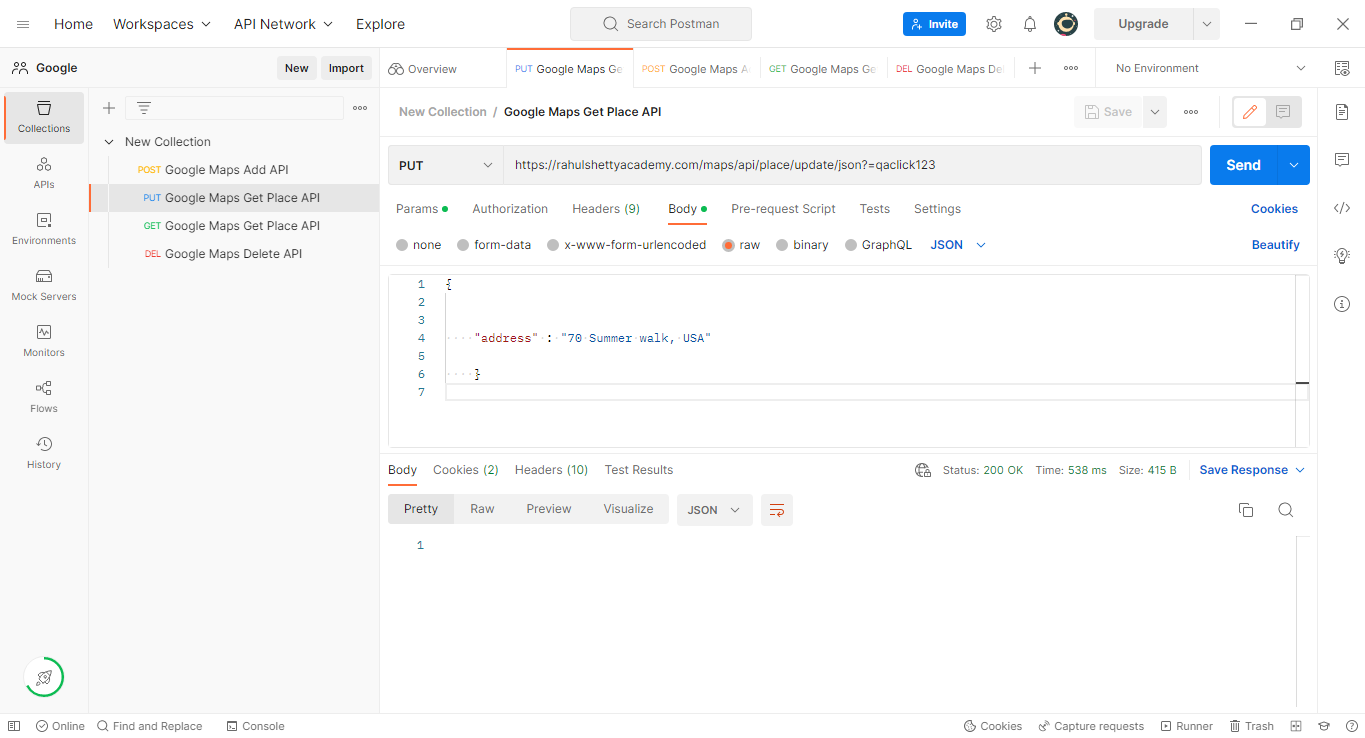 Home Workspaces API Network Explore Search Postman Invite Upgrade
Google New Import Overview PUT Google Maps Ge POST Google Maps A GET Google Maps Ge DEL Google Maps De No Environment
New Collection / Google Maps Get Place API Save
Collections
New Collection
POST Google Maps Add API
PUT Google Maps Get Place API
GET Google Maps Get Place API
DEL Google Maps Delete API
APIs
Environments
Mock Servers
Monitors
Flows
History
PUT https://rahulshettyacademy.com/maps/api/place/update/json?=qaclick123 Send
Params Authorization Headers (9) Body Pre-request Script Tests Settings Cookies
none form-data x-www-form-urlencoded raw binary GraphQL JSON Beautify
1 {
2
3
4 "address" : "70 Summer walk, USA"
5
6 }
7
Body Cookies (2) Headers (10) Test Results Status: 200 OK Time: 538 ms Size: 415 B Save Response
Pretty Raw Preview Visualize JSON
1
Online Find and Replace Console Cookies Capture requests Runner Trash